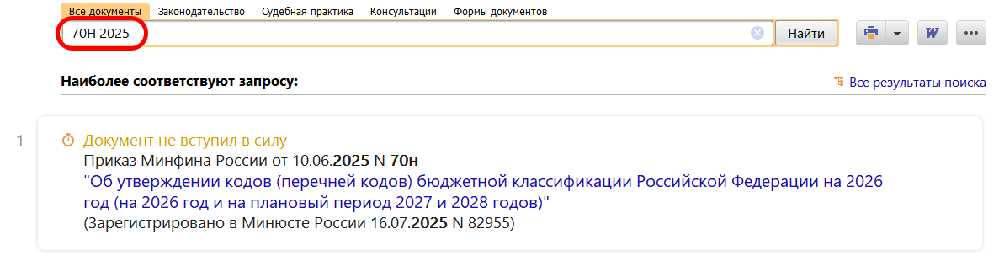 Все документы Законодательство Судебная практика Консультации Формы документов
70Н 2025 Найти W
Наиболее соответствуют запросу: Все результаты поиска
1 Документ не вступил в силу
Приказ Минфина России от 10.06.2025 N 70н
"Об утверждении кодов (перечней кодов) бюджетной классификации Российской Федерации на 2026
год (на 2026 год и на плановый период 2027 и 2028 годов)"
(Зарегистрировано в Минюсте России 16.07.2025 N 82955)